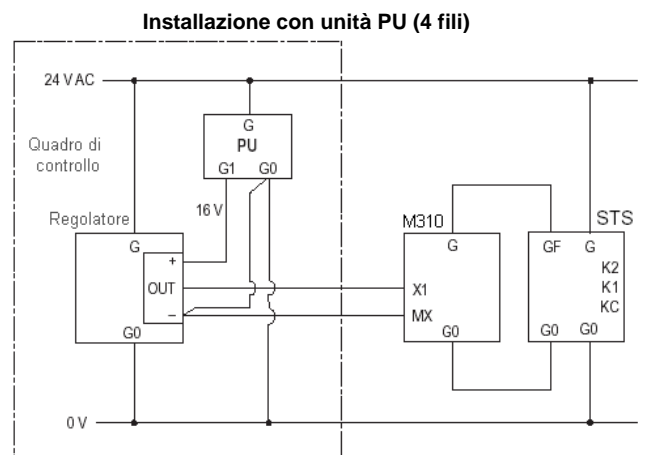 Installazione con unità PU (4 fili)
24 V AC
G
PU
G1 G0
Quadro di
controllo
16 V
Regolatore
G
+
OUT
–
G0
M310
G
X1
MX
G0
STS
GF G
K2
K1
KC
G0 G0
0 V